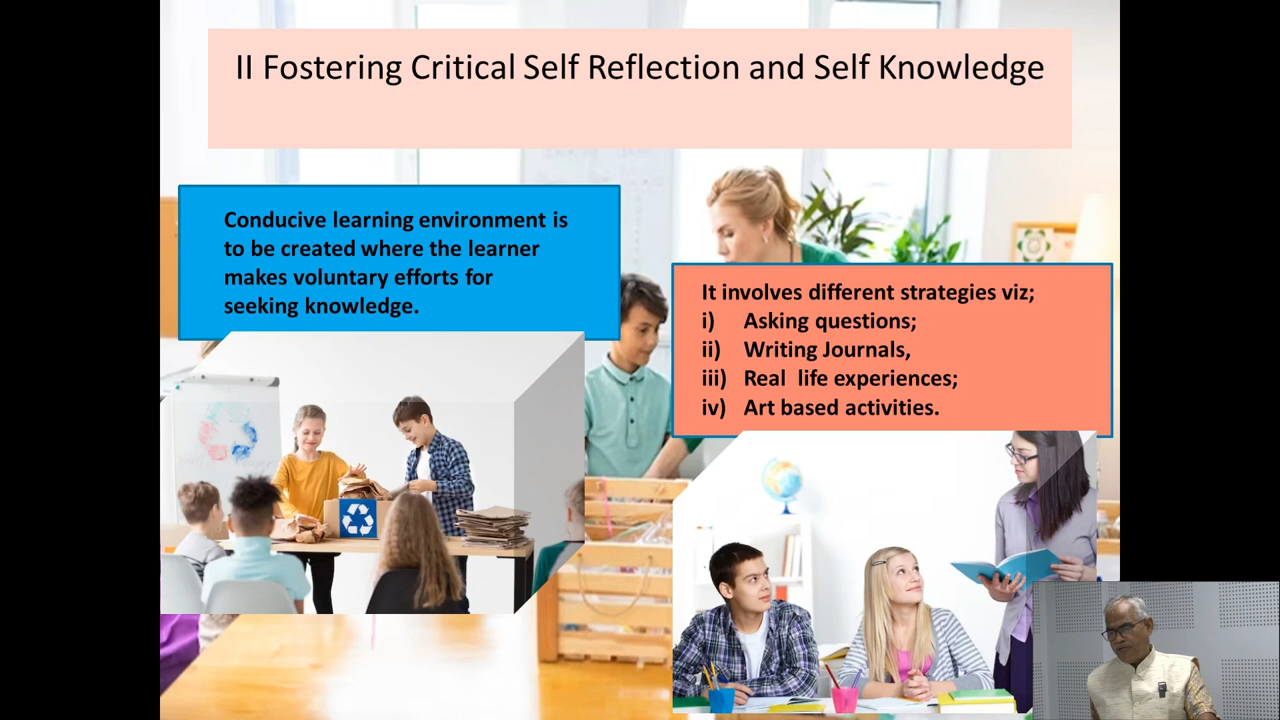 II Fostering Critical Self Reflection and Self Knowledge
Conducive learning environment is
to be created where the learner
makes voluntary efforts for
seeking knowledge.
It involves different strategies viz;
i) Asking questions;
ii) Writing Journals,
iii) Real life experiences;
iv) Art based activities.